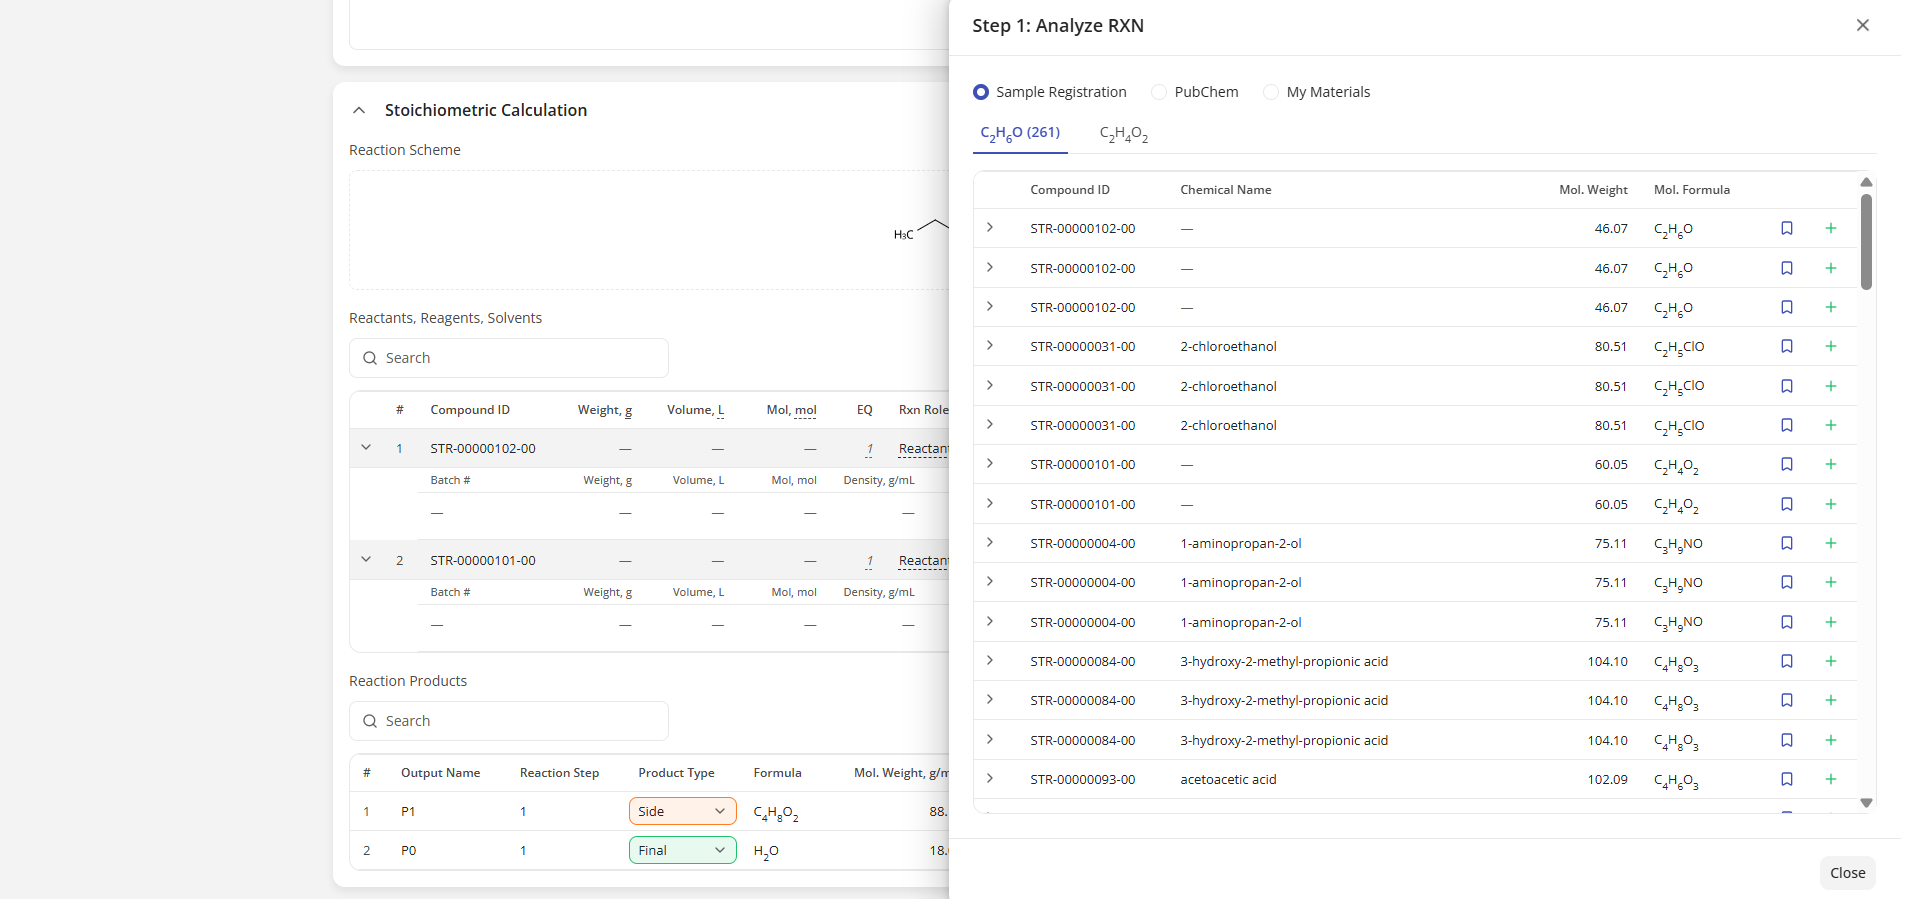 Stoichiometric Calculation
Reaction Scheme
H₃C
Reactants, Reagents, Solvents
Search
# Compound ID Weight, g Volume, L Mol, mol EQ Rxn Role
1 STR-00000102-00 — — — 1 Reactant
Batch # Weight, g Volume, L Mol, mol Density, g/mL
— — — — —
2 STR-00000101-00 — — — 1 Reactant
Batch # Weight, g Volume, L Mol, mol Density, g/mL
— — — — —
Reaction Products
Search
# Output Name Reaction Step Product Type Formula Mol. Weight,
1 P1 1 Side C₄H₈O₂ 88.
2 P0 1 Final H₂O 18.
Step 1: Analyze RXN
Sample Registration PubChem My Materials
C₂H₆O (261) C₂H₄O₂
Compound ID Chemical Name Mol. Weight Mol. Formula
STR-00000102-00 — 46.07 C₂H₆O
STR-00000102-00 — 46.07 C₂H₆O
STR-00000102-00 — 46.07 C₂H₆O
STR-00000031-00 2-chloroethanol 80.51 C₂H₅ClO
STR-00000031-00 2-chloroethanol 80.51 C₂H₅ClO
STR-00000031-00 2-chloroethanol 80.51 C₂H₅ClO
STR-00000101-00 — 60.05 C₂H₄O₂
STR-00000101-00 — 60.05 C₂H₄O₂
STR-00000004-00 1-aminopropan-2-ol 75.11 C₃H₉NO
STR-00000004-00 1-aminopropan-2-ol 75.11 C₃H₉NO
STR-00000004-00 1-aminopropan-2-ol 75.11 C₃H₉NO
STR-00000084-00 3-hydroxy-2-methyl-propionic acid 104.10 C₄H₈O₃
STR-00000084-00 3-hydroxy-2-methyl-propionic acid 104.10 C₄H₈O₃
STR-00000084-00 3-hydroxy-2-methyl-propionic acid 104.10 C₄H₈O₃
STR-00000093-00 acetoacetic acid 102.09 C₄H₆O₃
Close